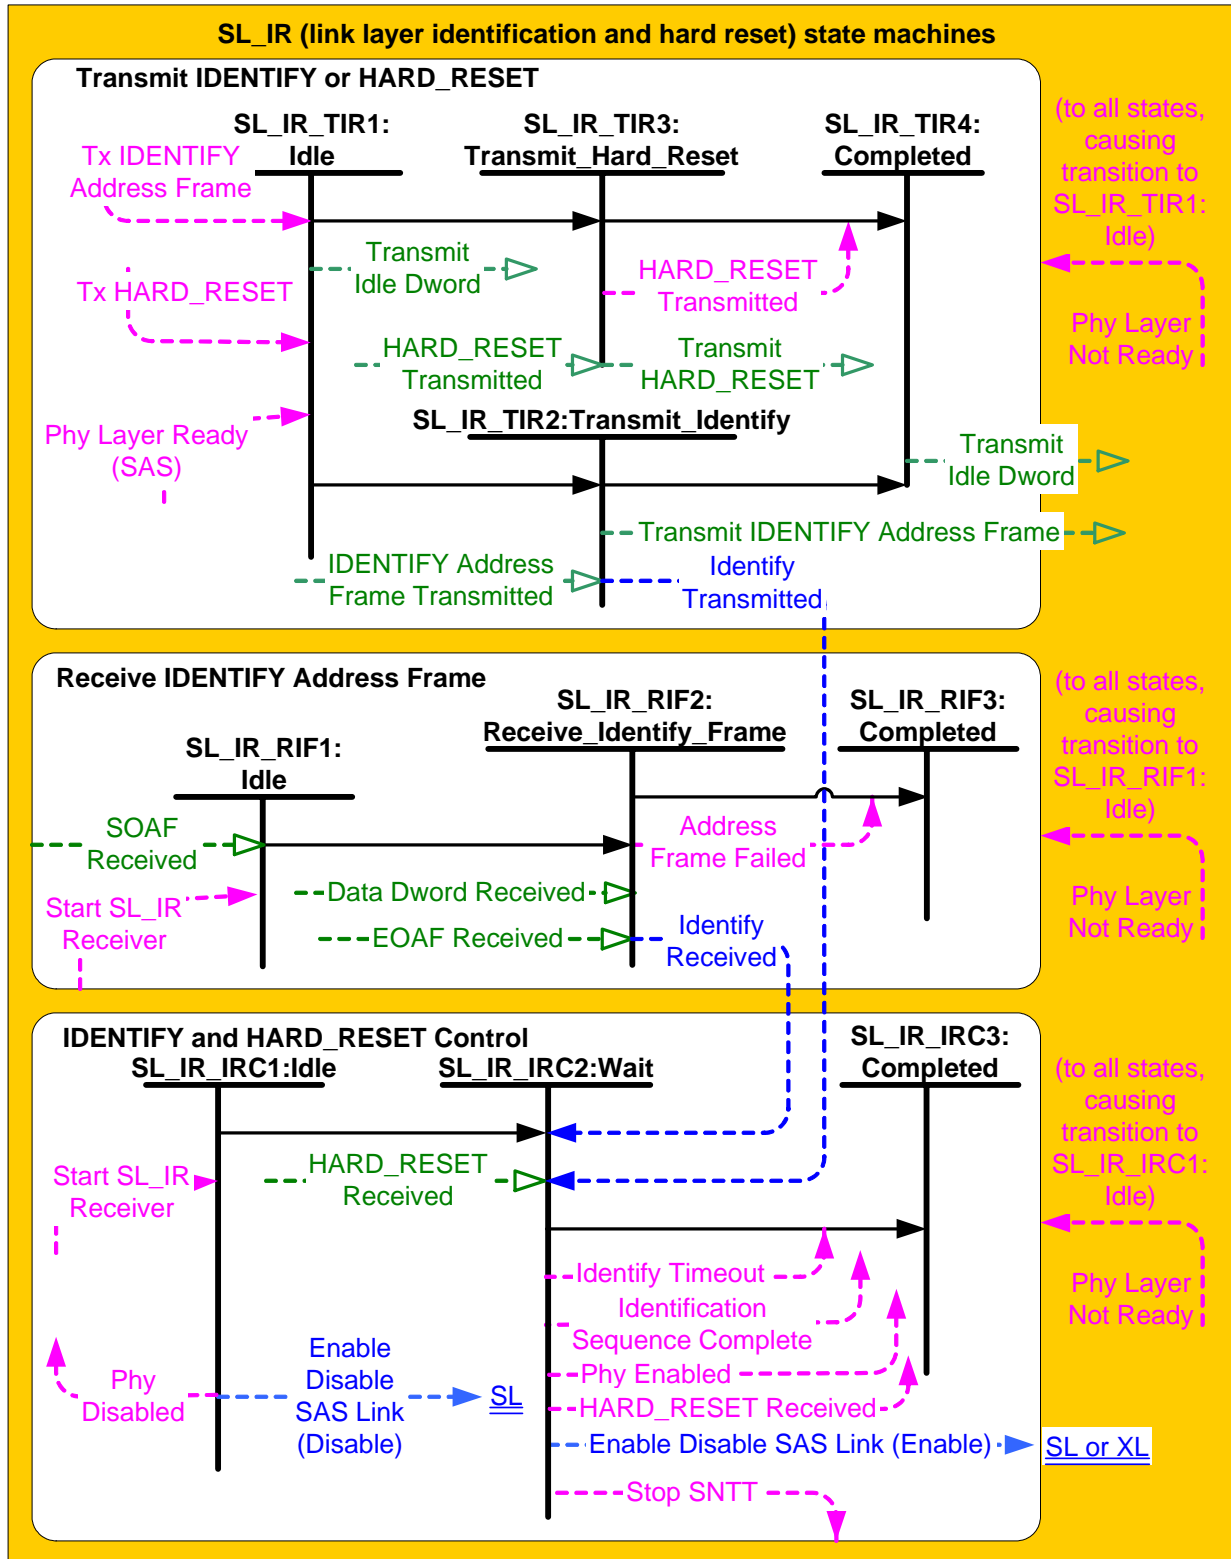 SL_IR (link layer identification and hard reset) state machines
Transmit IDENTIFY or HARD_RESET
SL_IR_TIR1:
Idle
SL_IR_TIR3:
Transmit_Hard_Reset
SL_IR_TIR4:
Completed
Tx IDENTIFY
Address Frame
Transmit
Idle Dword
Tx HARD_RESET
HARD_RESET
Transmitted
HARD_RESET
Transmitted
Transmit
HARD_RESET
Phy Layer Ready
(SAS)
SL_IR_TIR2:Transmit_Identify
Transmit
Idle Dword
Transmit IDENTIFY Address Frame
IDENTIFY Address
Frame Transmitted
Identify
Transmitted
(to all states,
causing
transition to
SL_IR_TIR1:
Idle)
Phy Layer
Not Ready
Receive IDENTIFY Address Frame
SL_IR_RIF1:
Idle
SL_IR_RIF2:
Receive_Identify_Frame
SL_IR_RIF3:
Completed
SOAF
Received
Address
Frame Failed
Start SL_IR
Receiver
Data Dword Received
EOAF Received
Identify
Received
(to all states,
causing
transition to
SL_IR_RIF1:
Idle)
Phy Layer
Not Ready
IDENTIFY and HARD_RESET Control
SL_IR_IRC1:Idle
SL_IR_IRC2:Wait
SL_IR_IRC3:
Completed
Start SL_IR
Receiver
HARD_RESET
Received
Identify Timeout
Identification
Sequence Complete
Phy Enabled
HARD_RESET Received
Phy
Disabled
Enable
Disable
SAS Link
(Disable)
SL
Enable Disable SAS Link (Enable)
SL or XL
Stop SNTT
(to all states,
causing
transition to
SL_IR_IRC1:
Idle)
Phy Layer
Not Ready